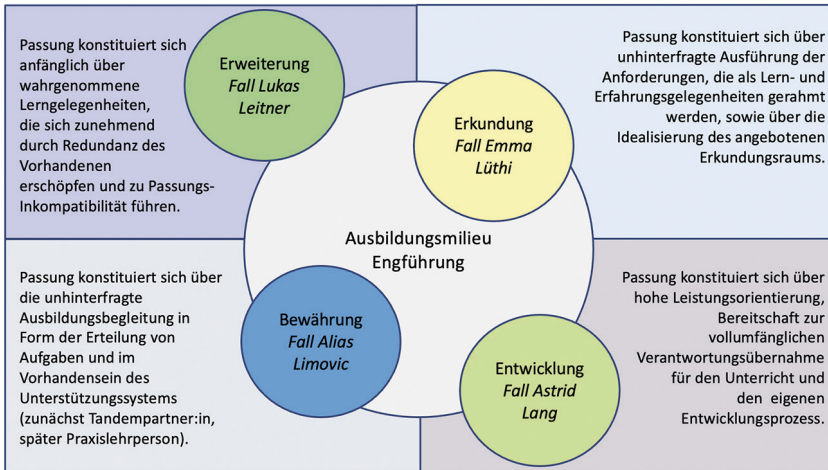 Passung konstituiert sich
anfänglich über
wahrgenommene
Lerngelegenheiten,
die sich zunehmend
durch Redundanz des
Vorhandenen
erschöpfen und zu Passungs-
Inkompatibilität führen.
Erweiterung
Fall Lukas
Leitner
Erkundung
Fall Emma
Lüthi
Passung konstituiert sich über
unhinterfragte Ausführung der
Anforderungen, die als Lern- und
Erfahrungsgelegenheiten gerahmt
werden, sowie über die
Idealisierung des angebotenen
Erkundungsraums.
Ausbildungsmilieu
Engführung
Passung konstituiert sich über
die unhinterfragte
Ausbildungsbegleitung in
Form der Erteilung von
Aufgaben und im
Vorhandensein des
Unterstützungssystems
(zunächst Tandempartner:in,
später Praxislehrperson).
Bewährung
Fall Alias
Limovic
Entwicklung
Fall Astrid
Lang
Passung konstituiert sich über
hohe Leistungsorientierung,
Bereitschaft zur
vollumfänglichen
Verantwortungsübernahme
für den Unterricht und
den eigenen
Entwicklungsprozess.